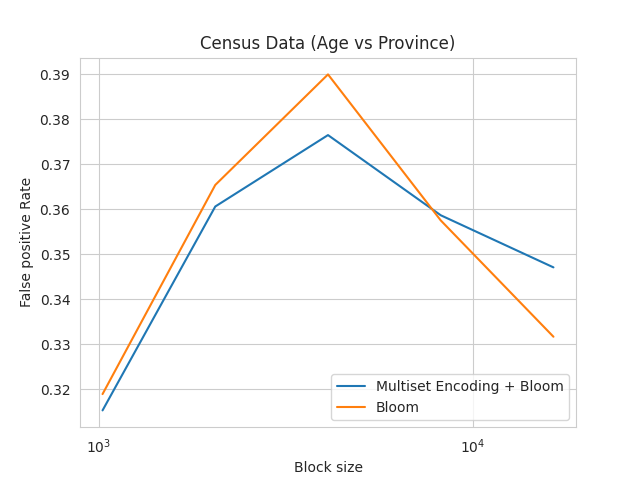 Census Data (Age vs Province)
False positive Rate
0.39
0.38
0.37
0.36
0.35
0.34
0.33
0.32
Multiset Encoding + Bloom
Bloom
10³
10⁴
Block size